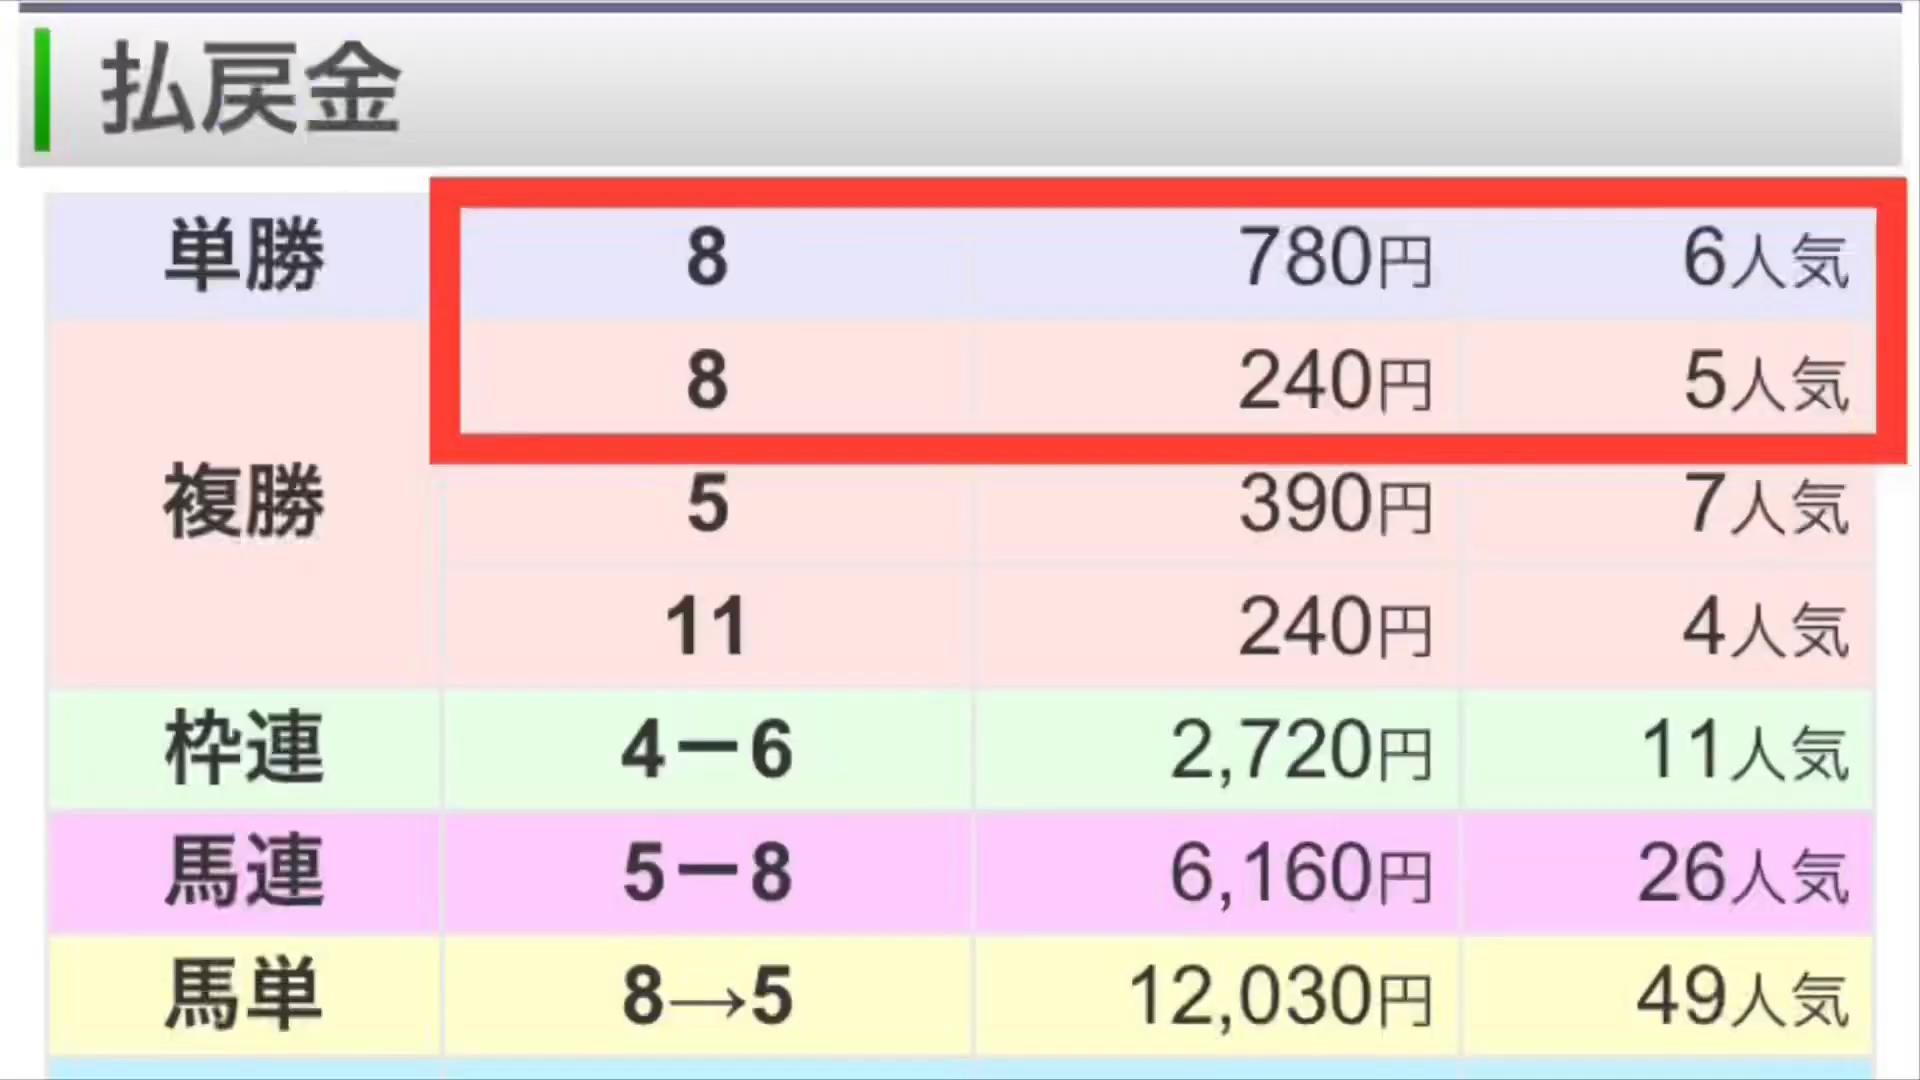 払戻金
単勝 8 780円 6人気
複勝 8 240円 5人気
5 390円 7人気
11 240円 4人気
枠連 4－6 2,720円 11人気
馬連 5－8 6,160円 26人気
馬単 8→5 12,030円 49人気